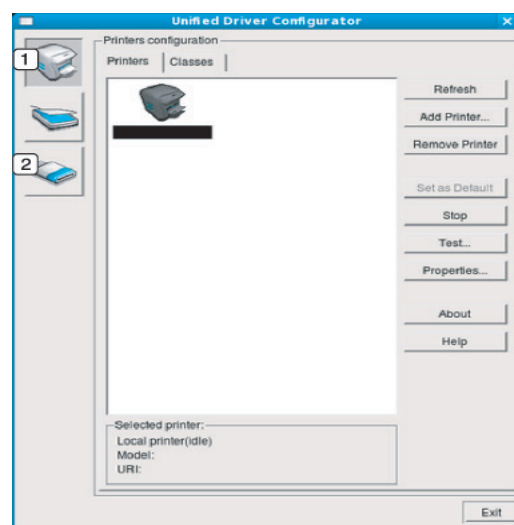 Unified Driver Configurator
1
2
Printers configuration
Printers
Classes
Refresh
Add Printer...
Remove Printer
Set as Default
Stop
Test...
Properties...
About
Help
Selected printer:
Local printer(idle)
Model:
URI:
Exit